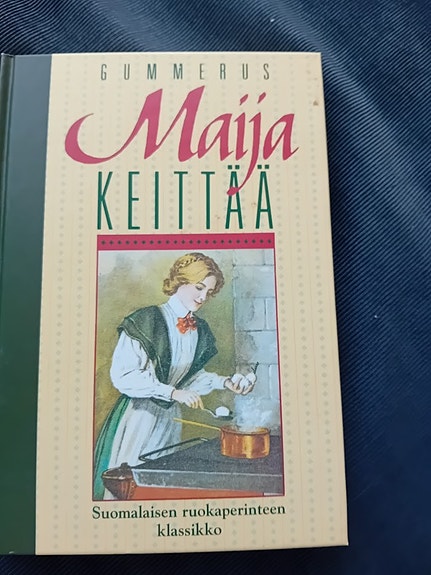 GUMMERUS
Maija
KEITTÄÄ
Suomalaisen ruokaperinteen
klassikko